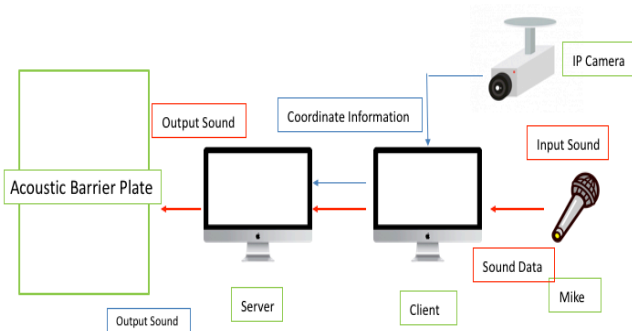 IP Camera
Output Sound
Coordinate Information
Input Sound
Acoustic Barrier Plate
Sound Data
Server
Client
Mike
Output Sound